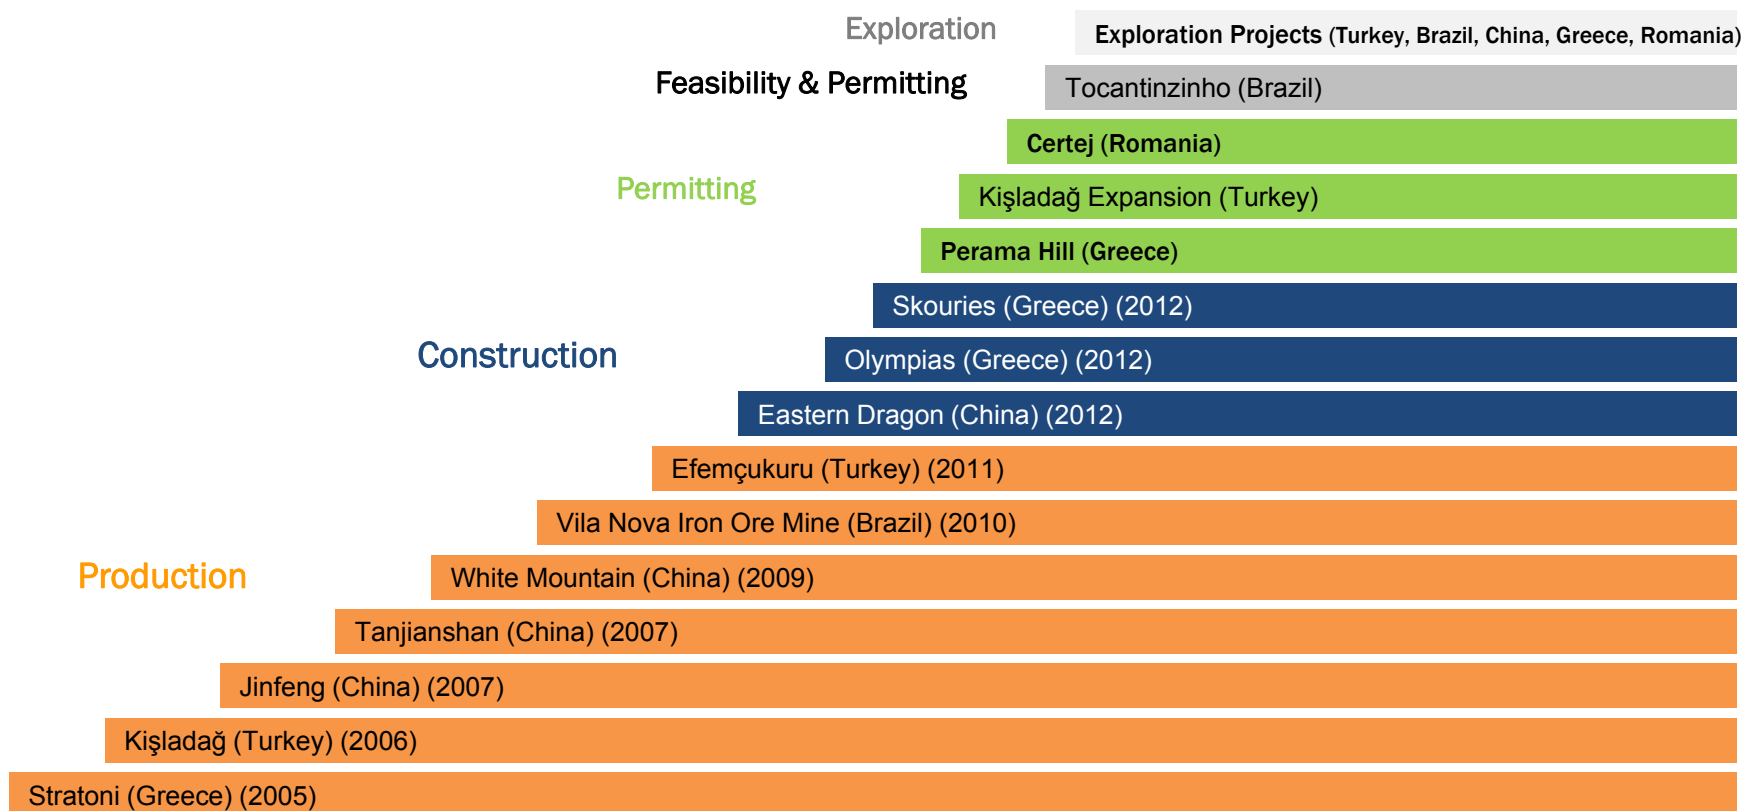 Exploration
Exploration Projects (Turkey, Brazil, China, Greece, Romania)
Feasibility & Permitting
Tocantinzinho (Brazil)
Certej (Romania)
Permitting
Kişladağ Expansion (Turkey)
Perama Hill (Greece)
Skouries (Greece) (2012)
Construction
Olympias (Greece) (2012)
Eastern Dragon (China) (2012)
Efemçukuru (Turkey) (2011)
Vila Nova Iron Ore Mine (Brazil) (2010)
Production
White Mountain (China) (2009)
Tanjianshan (China) (2007)
Jinfeng (China) (2007)
Kişladağ (Turkey) (2006)
Stratoni (Greece) (2005)